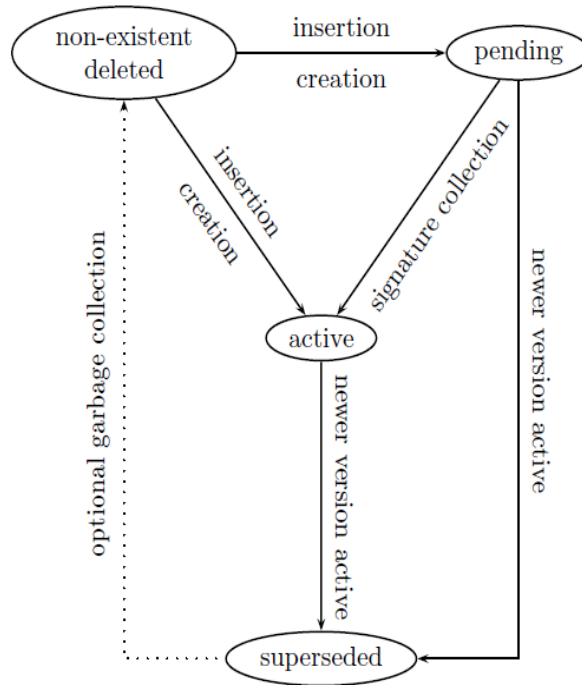 non-existent
deleted
insertion
creation
pending
insertion
creation
signature collection
active
newer version active
newer version active
optional garbage collection
superseded